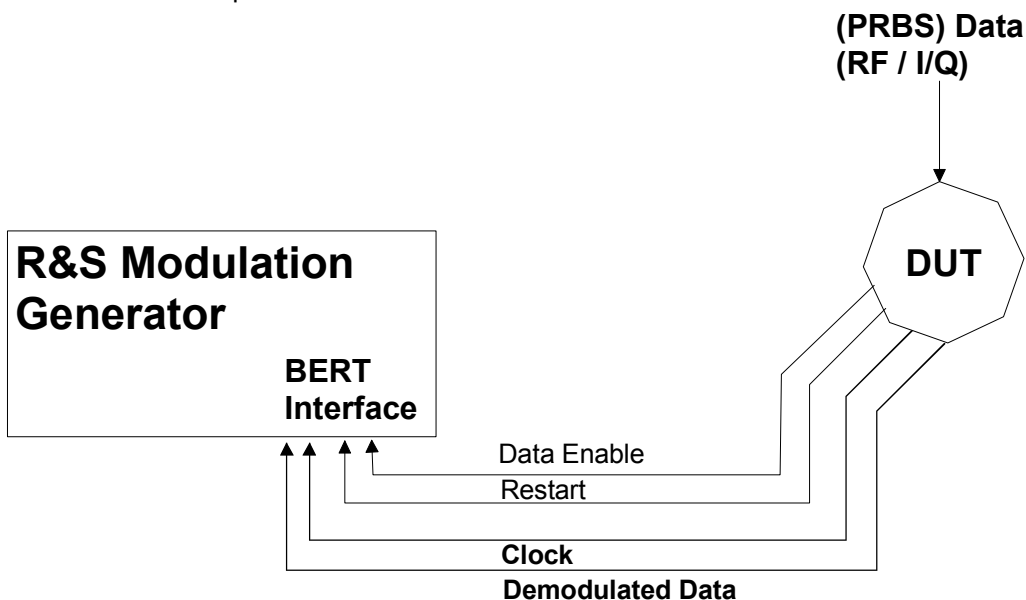 (PRBS) Data
(RF / I/Q)
DUT
R&S Modulation
Generator
BERT
Interface
Data Enable
Restart
Clock
Demodulated Data